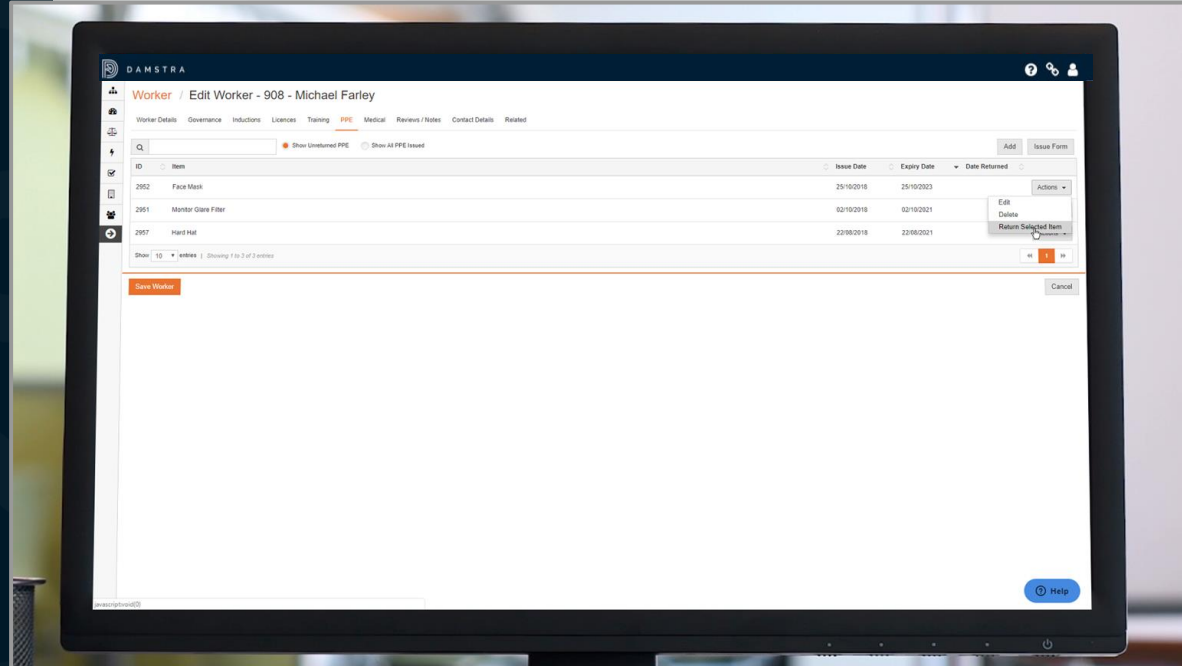 DAMSTRA
Worker / Edit Worker - 908 - Michael Farley
Worker Details Governance Inductions Licences Training PPE Medical Reviews / Notes Contact Details Related
Show Unreturned PPE Show All PPE Issued Add Issue Form
ID Item Issue Date Expiry Date Date Returned
2952 Face Mask 25/10/2018 25/10/2023 Actions
Edit
2951 Monitor Glare Filter 02/10/2018 02/10/2021
Delete
Return Selected Item
2957 Hard Hat 22/08/2018 22/08/2021
Show 10 entries | Showing 1 to 3 of 3 entries 1
Save Worker Cancel
Help
javascript:void(0)